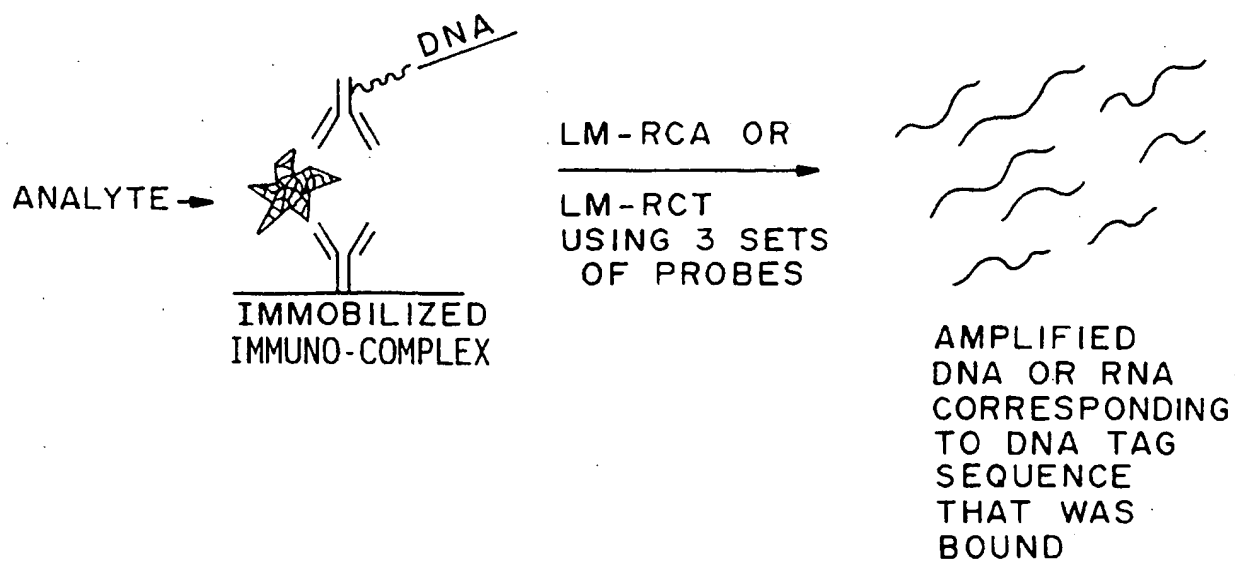 DNA
ANALYTE
IMMOBILIZED
IMMUNO-COMPLEX
LM-RCA OR
LM-RCT
USING 3 SETS
OF PROBES
AMPLIFIED
DNA OR RNA
CORRESPONDING
TO DNA TAG
SEQUENCE
THAT WAS
BOUND